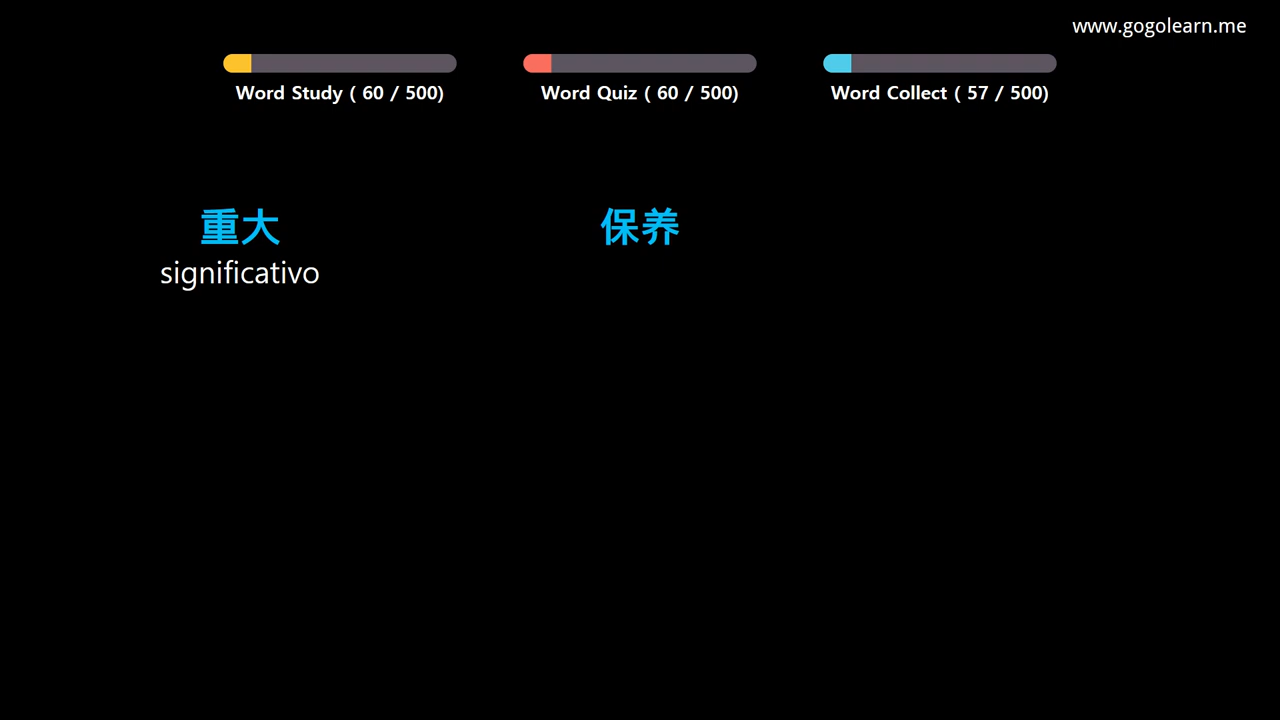 www.gogolearn.me
Word Study ( 60 / 500)
Word Quiz ( 60 / 500)
Word Collect ( 57 / 500)
重大
保养
significativo